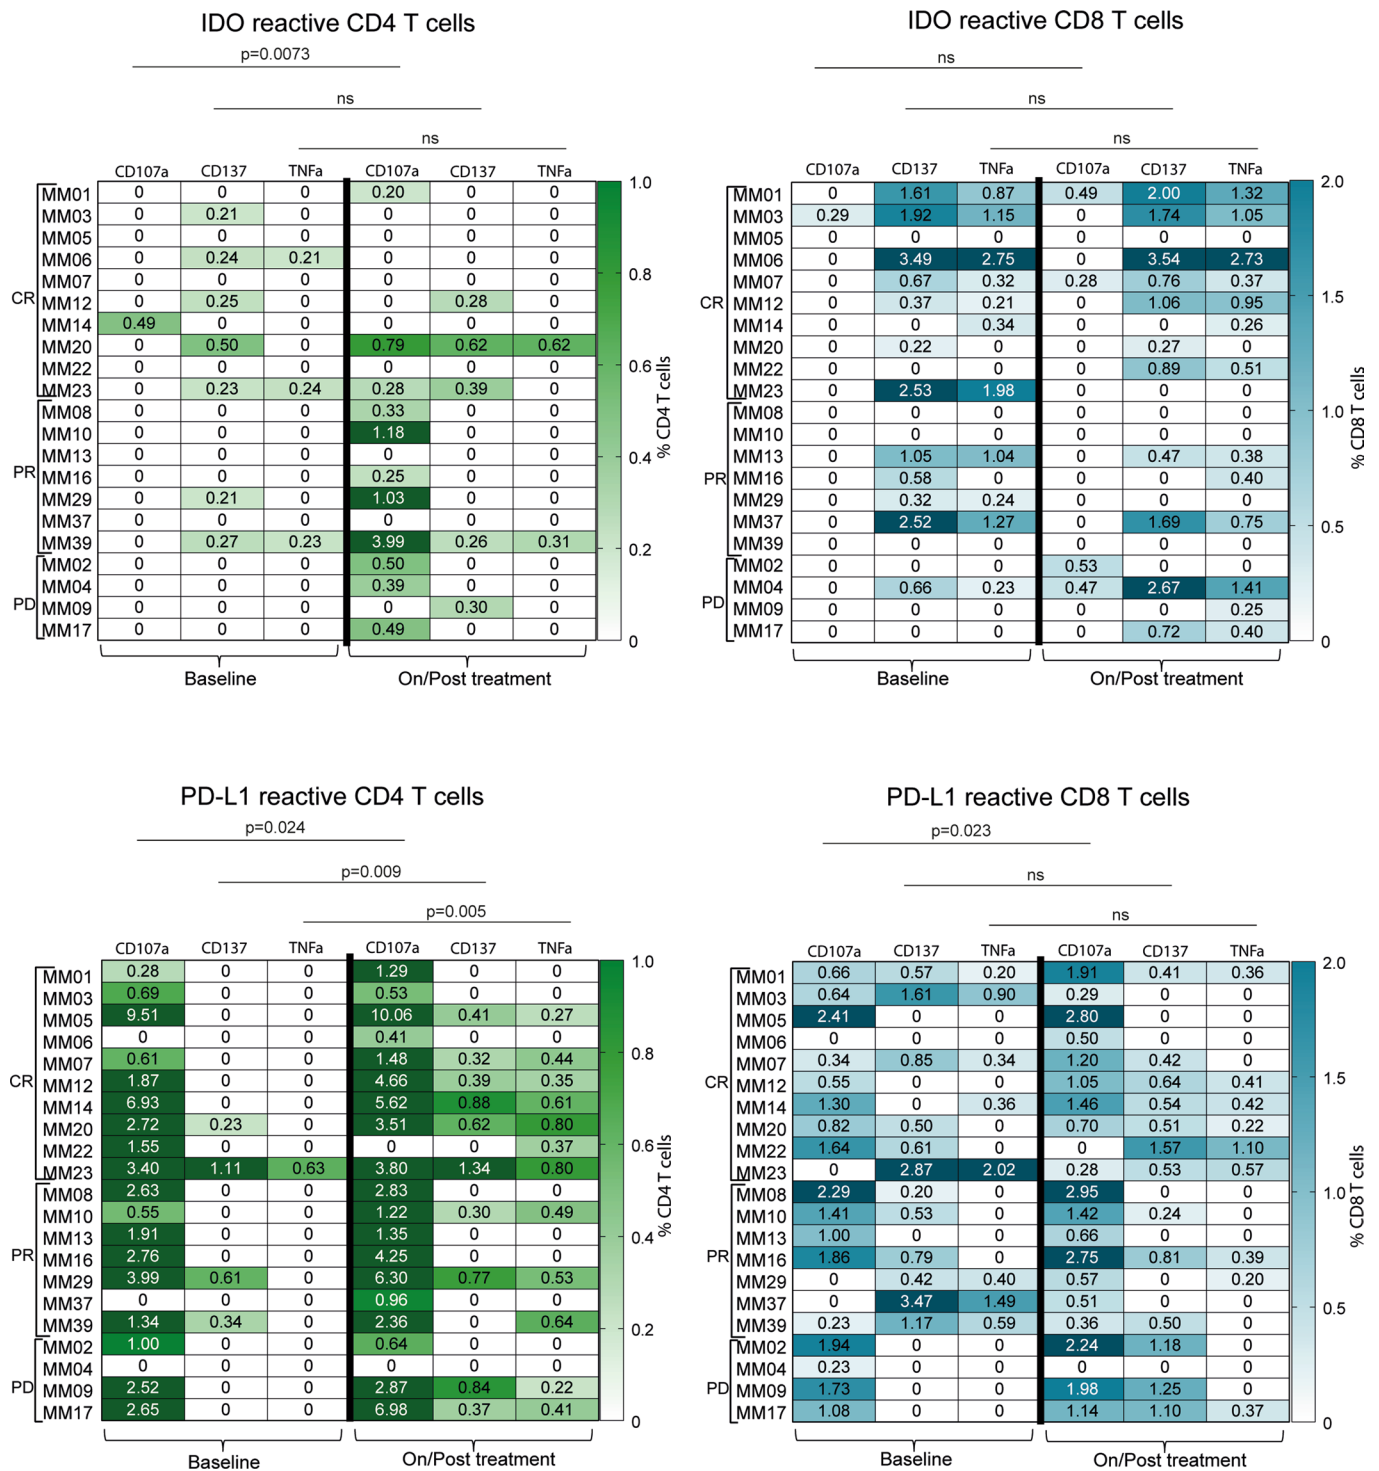 IDO reactive CD4 T cells
p=0.0073
ns
ns
CD107a CD137 TNFa CD107a CD137 TNFa
MM01 0 0 0 0.20 0 0
MM03 0 0.21 0 0 0 0
MM05 0 0 0 0 0 0
MM06 0 0.24 0.21 0 0 0
MM07 0 0 0 0 0 0
MM12 0 0.25 0 0 0.28 0
MM14 0.49 0 0 0 0 0
MM20 0 0.50 0 0.79 0.62 0.62
MM22 0 0 0 0 0 0
MM23 0 0.23 0.24 0.28 0.39 0
MM08 0 0 0 0.33 0 0
MM10 0 0 0 1.18 0 0
MM13 0 0 0 0 0 0
MM16 0 0 0 0.25 0 0
MM29 0 0.21 0 1.03 0 0
MM37 0 0 0 0 0 0
MM39 0 0.27 0.23 3.99 0.26 0.31
MM02 0 0 0 0.50 0 0
MM04 0 0 0 0.39 0 0
MM09 0 0 0 0 0.30 0
MM17 0 0 0 0.49 0 0
CR
PR
PD
Baseline
On/Post treatment
1.0
0.8
0.6
0.4
0.2
0
% CD4 T cells
IDO reactive CD8 T cells
ns
ns
ns
CD107a CD137 TNFa CD107a CD137 TNFa
MM01 0 1.61 0.87 0.49 2.00 1.32
MM03 0.29 1.92 1.15 0 1.74 1.05
MM05 0 0 0 0 0 0
MM06 0 3.49 2.75 0 3.54 2.73
MM07 0 0.67 0.32 0.28 0.76 0.37
MM12 0 0.37 0.21 0 1.06 0.95
MM14 0 0 0.34 0 0 0.26
MM20 0 0.22 0 0 0.27 0
MM22 0 0 0 0 0.89 0.51
MM23 0 2.53 1.98 0 0 0
MM08 0 0 0 0 0 0
MM10 0 0 0 0 0 0
MM13 0 1.05 1.04 0 0.47 0.38
MM16 0 0.58 0 0 0 0.40
MM29 0 0.32 0.24 0 0 0
MM37 0 2.52 1.27 0 1.69 0.75
MM39 0 0 0 0 0 0
MM02 0 0 0 0.53 0 0
MM04 0 0.66 0.23 0.47 2.67 1.41
MM09 0 0 0 0 0 0.25
MM17 0 0 0 0 0.72 0.40
CR
PR
PD
Baseline
On/Post treatment
2.0
1.5
1.0
0.5
0
% CD8 T cells
PD-L1 reactive CD4 T cells
p=0.024
p=0.009
p=0.005
CD107a CD137 TNFa CD107a CD137 TNFa
MM01 0.28 0 0 1.29 0 0
MM03 0.69 0 0 0.53 0 0
MM05 9.51 0 0 10.06 0.41 0.27
MM06 0 0 0 0.41 0 0
MM07 0.61 0 0 1.48 0.32 0.44
MM12 1.87 0 0 4.66 0.39 0.35
MM14 6.93 0 0 5.62 0.88 0.61
MM20 2.72 0.23 0 3.51 0.62 0.80
MM22 1.55 0 0 0 0 0.37
MM23 3.40 1.11 0.63 3.80 1.34 0.80
MM08 2.63 0 0 2.83 0 0
MM10 0.55 0 0 1.22 0.30 0.49
MM13 1.91 0 0 1.35 0 0
MM16 2.76 0 0 4.25 0 0
MM29 3.99 0.61 0 6.30 0.77 0.53
MM37 0 0 0 0.96 0 0
MM39 1.34 0.34 0 2.36 0 0.64
MM02 1.00 0 0 0.64 0 0
MM04 0 0 0 0 0 0
MM09 2.52 0 0 2.87 0.84 0.22
MM17 2.65 0 0 6.98 0.37 0.41
CR
PR
PD
Baseline
On/Post treatment
1.0
0.8
0.6
0.4
0.2
0
% CD4 T cells
PD-L1 reactive CD8 T cells
p=0.023
ns
ns
CD107a CD137 TNFa CD107a CD137 TNFa
MM01 0.66 0.57 0.20 1.91 0.41 0.36
MM03 0.64 1.61 0.90 0.29 0 0
MM05 2.41 0 0 2.80 0 0
MM06 0 0 0 0.50 0 0
MM07 0.34 0.85 0.34 1.20 0.42 0
MM12 0.55 0 0 1.05 0.64 0.41
MM14 1.30 0 0.36 1.46 0.54 0.42
MM20 0.82 0.50 0 0.70 0.51 0.22
MM22 1.64 0.61 0 0 1.57 1.10
MM23 0 2.87 2.02 0.28 0.53 0.57
MM08 2.29 0.20 0 2.95 0 0
MM10 1.41 0.53 0 1.42 0.24 0
MM13 1.00 0 0 0.66 0 0
MM16 1.86 0.79 0 2.75 0.81 0.39
MM29 0 0.42 0.40 0.57 0 0.20
MM37 0 3.47 1.49 0.51 0 0
MM39 0.23 1.17 0.59 0.36 0.50 0
MM02 1.94 0 0 2.24 1.18 0
MM04 0.23 0 0 0 0 0
MM09 1.73 0 0 1.98 1.25 0
MM17 1.08 0 0 1.14 1.10 0.37
CR
PR
PD
Baseline
On/Post treatment
2.0
1.5
1.0
0.5
0
% CD8 T cells